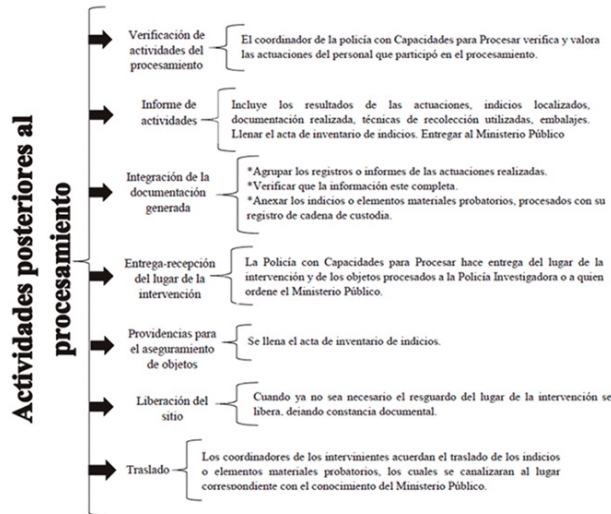 Actividades posteriores al
procesamiento
Verificación de
actividades del
procesamiento
El coordinador de la policía con Capacidades para Procesar verifica y valora
las actuaciones del personal que participó en el procesamiento.
Informe de
actividades
Incluye los resultados de las actuaciones, indicios localizados,
documentación realizada, técnicas de recolección utilizadas, embalajes.
Llenar el acta de inventario de indicios. Entregar al Ministerio Público
Integración de la
documentación
generada
*Agrupar los registros o informes de las actuaciones realizadas.
*Verificar que la información este completa.
*Anexar los indicios o elementos materiales probatorios, procesados con su
registro de cadena de custodia.
Entrega-recepción
del lugar de la
intervención
La Policía con Capacidades para Procesar hace entrega del lugar de la
intervención y de los objetos procesados a la Policía Investigadora o a quien
ordene el Ministerio Público.
Providencias para
el aseguramiento
de objetos
Se llena el acta de inventario de indicios.
Liberación del
sitio
Cuando ya no sea necesario el resguardo del lugar de la intervención se
libera, dejando constancia documental.
Traslado
Los coordinadores de los intervinientes acuerdan el traslado de los indicios
o elementos materiales probatorios, los cuales se canalizaran al lugar
correspondiente con el conocimiento del Ministerio Público.